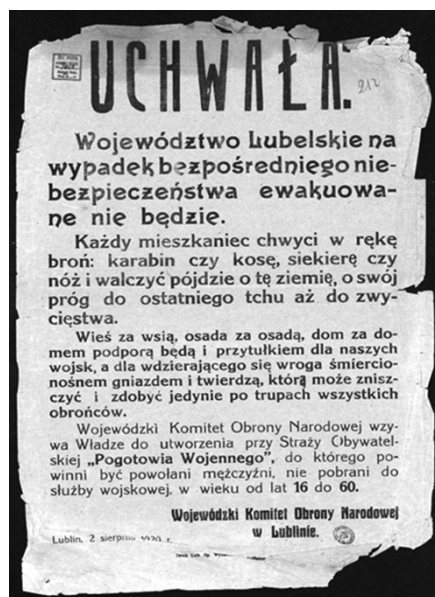 UCHWAŁA.
212
Województwo Lubelskie na
wypadek bezpośredniego nie-
bezpieczeństwa ewakuowa-
ne nie będzie.
Każdy mieszkaniec chwyci w rękę
broń: karabin czy kosę, siekierę czy
nóż i walczyć pójdzie o tę ziemię, o swój
próg do ostatniego tchu aż do zwy-
cięstwa.
Wieś za wsią, osada za osadą, dom za do-
mem podporą będą i przytułkiem dla naszych
wojsk, a dla wdzierającego się wroga śmiercio-
nośnem gniazdem i twierdzą, którą może znisz-
czyć i zdobyć jedynie po trupach wszystkich
obrońców.
Wojewódzki Komitet Obrony Narodowej wzy-
wa Władze do utworzenia przy Straży Obywatel-
skiej „Pogotowia Wojennego", do którego po-
winni być powołani mężczyźni, nie pobrani do
służby wojskowej, w wieku od lat 16 do 60.
Wojewódzki Komitet Obrony Narodowej
w Lublinie.
Lublin, 2 sierpnia 1920 r.